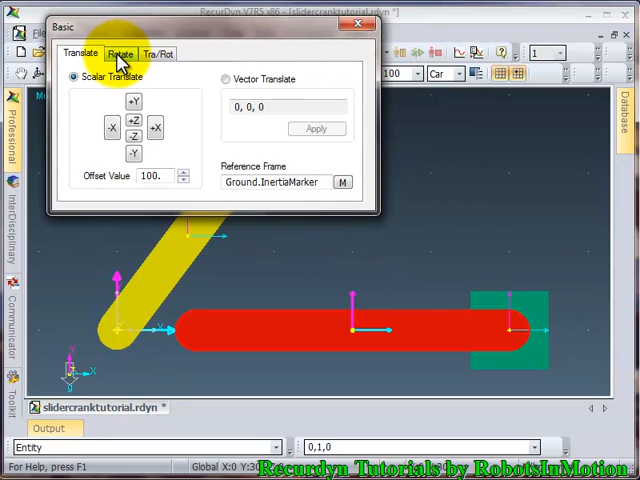 RecurDyn V7R5 x86 - [slidercranktutorial.rdyn *]
Basic
Translate
Rotate
Tra/Rot
Scalar Translate
+Y
-X
+Z
-Z
+X
-Y
Offset Value
100.
Vector Translate
0, 0, 0
Apply
Reference Frame
Ground.InertiaMarker
M
1
100
Car
Professional
InterDisciplinary
Communicator
Toolkit
X
Y
X
g
slidercranktutorial.rdyn *
Output
Entity
0,1,0
For Help, press F1
Global
Recurdyn Tutorials by RobotsInMotion